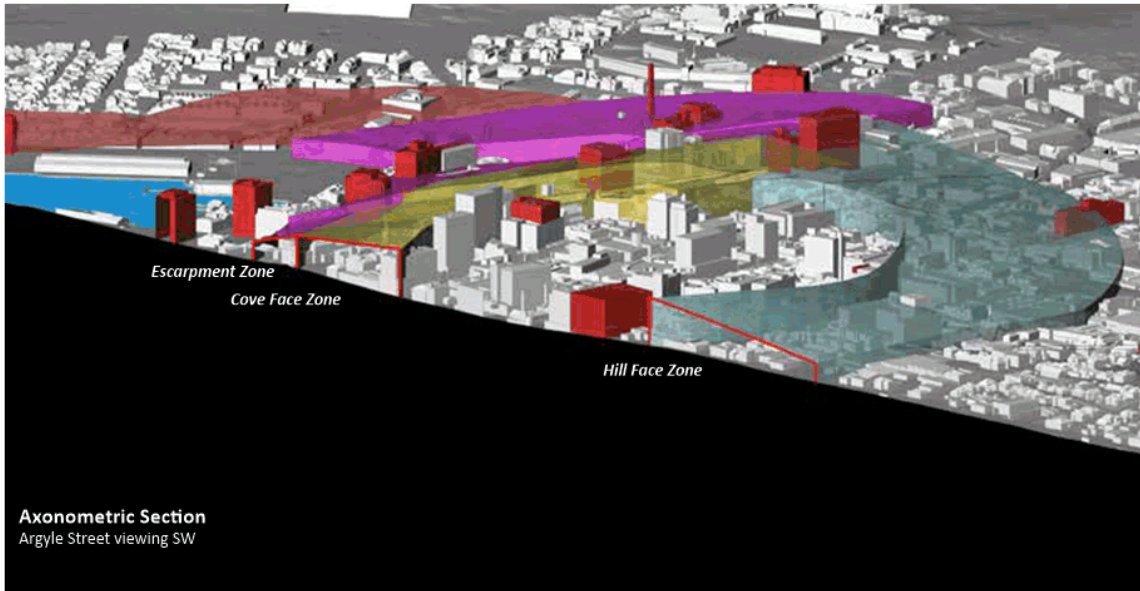 Escarpment Zone
Cove Face Zone
Hill Face Zone
Axonometric Section
Argyle Street viewing SW